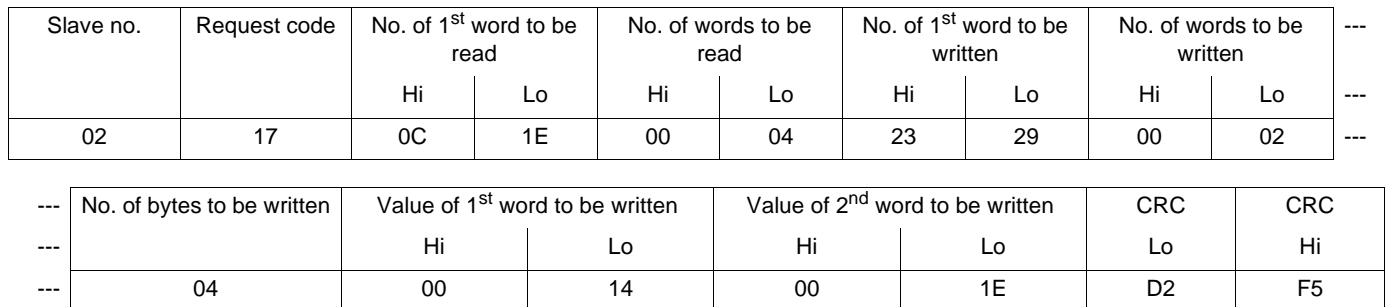 Slave no. Request code No. of 1st word to be read No. of words to be read No. of 1st word to be written No. of words to be written ---
Hi Lo Hi Lo Hi Lo Hi Lo ---
02 17 0C 1E 00 04 23 29 00 02 ---
--- No. of bytes to be written Value of 1st word to be written Value of 2nd word to be written CRC CRC
--- Hi Lo Hi Lo Lo Hi
--- 04 00 14 00 1E D2 F5